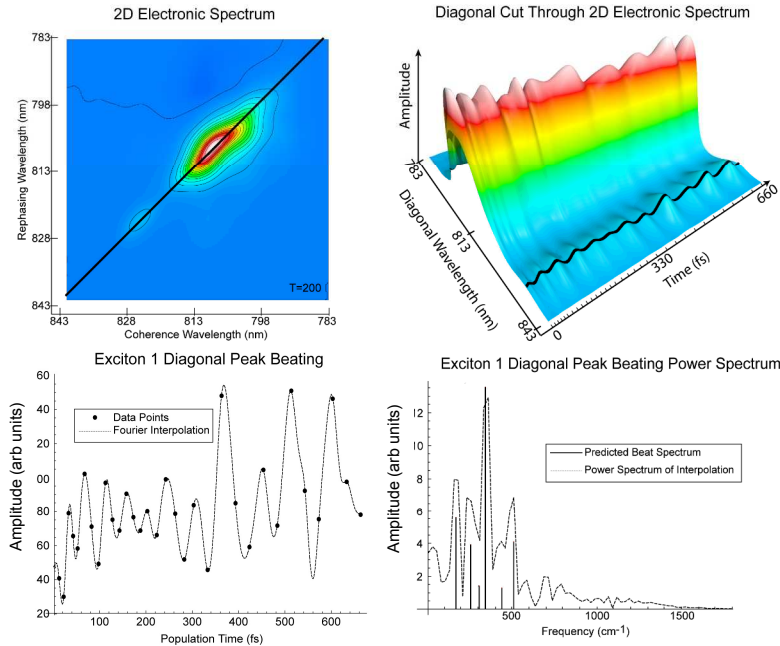 2D Electronic Spectrum
783
798
813
828
843
Rephasing Wavelength (nm)
T=200
843 828 813 798 783
Coherence Wavelength (nm)
Diagonal Cut Through 2D Electronic Spectrum
Amplitude
783
813
843
Diagonal Wavelength (nm)
0
330
660
Time (fs)
Exciton 1 Diagonal Peak Beating
60
40
20
00
80
60
40
20
Amplitude (arb units)
Data Points
Fourier Interpolation
100 200 300 400 500 600
Population Time (fs)
Exciton 1 Diagonal Peak Beating Power Spectrum
12
10
8
6
4
2
Amplitude (arb units)
Predicted Beat Spectrum
Power Spectrum of Interpolation
500 1000 1500
Frequency (cm-1)